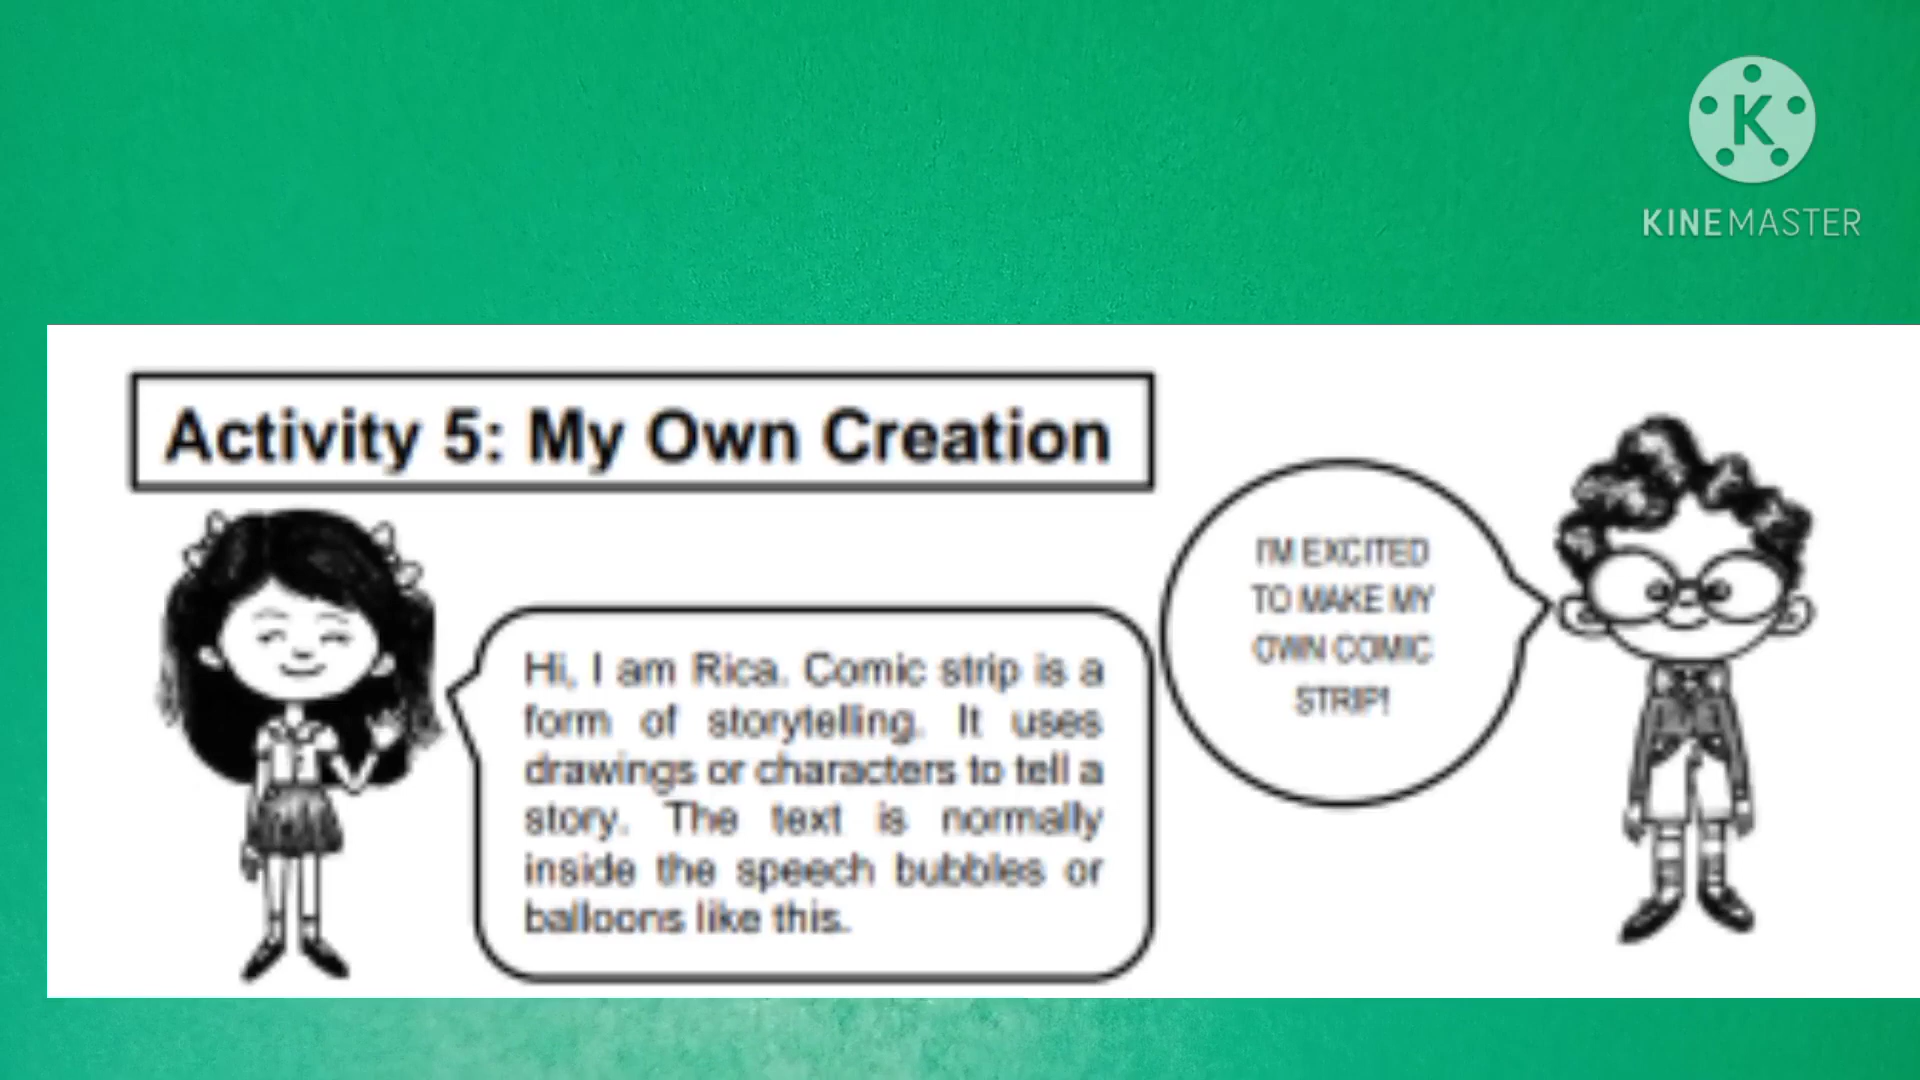 K
KINEMASTER
Activity 5: My Own Creation
I'M EXCITED
TO MAKE MY
OWN COMIC
STRIP!
Hi, I am Rica. Comic strip is a
form of storytelling. It uses
drawings or characters to tell a
story. The text is normally
inside the speech bubbles or
balloons like this.